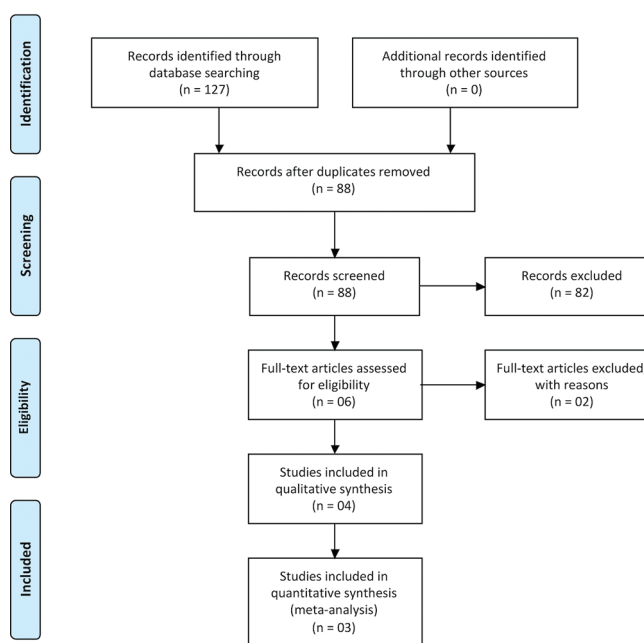 Identification
Records identified through
database searching
(n = 127)
Additional records identified
through other sources
(n = 0)
Records after duplicates removed
(n = 88)
Screening
Records screened
(n = 88)
Records excluded
(n = 82)
Eligibility
Full-text articles assessed
for eligibility
(n = 06)
Full-text articles excluded
with reasons
(n = 02)
Studies included in
qualitative synthesis
(n = 04)
Included
Studies included in
quantitative synthesis
(meta-analysis)
(n = 03)